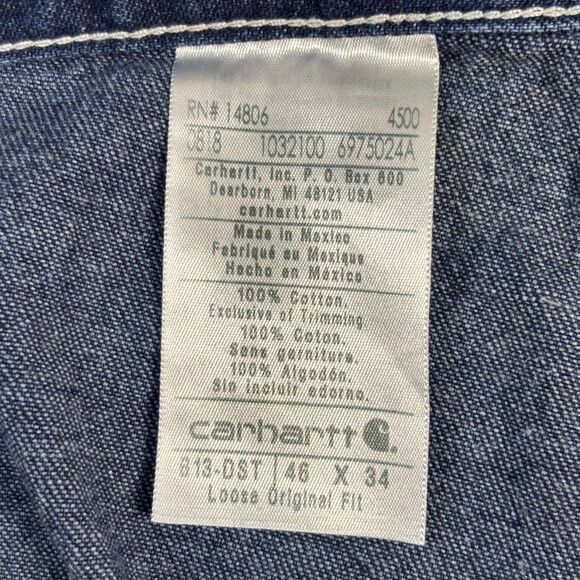 RN# 14806 4500
0818 1032100 6975024A
Carhartt, Inc. P. O. Box 600
Dearborn, MI 48121 USA
carhartt.com
Made in Mexico
Fabriqué au Mexique
Hecho en México
100% Cotton.
Exclusive of Trimming.
100% Coton.
Sans garniture.
100% Algodón.
Sin incluir adorno.
carhartt
B13-DST 46 X 34
Loose Original Fit